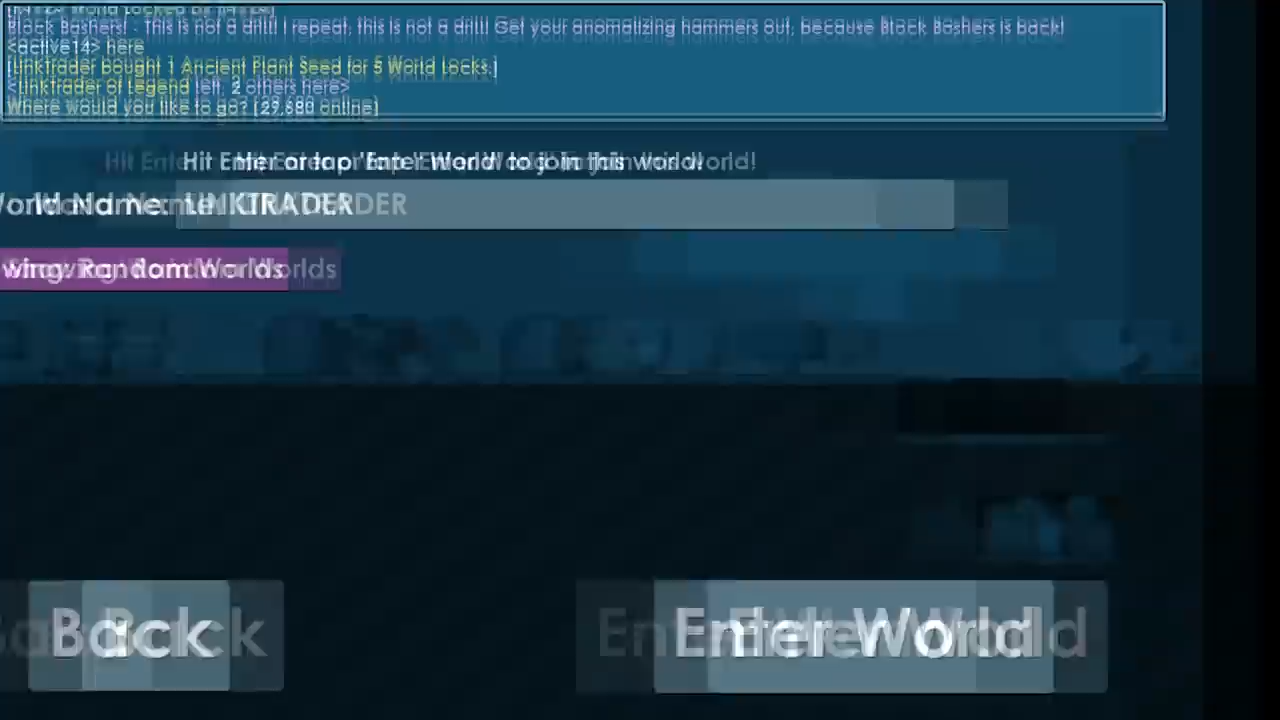 Block Bashers! - This is not a drill! I repeat, this is not a drill! Get your anomalizing hammers out, because Block Bashers is back!
<active14> here
[Linktrader bought 1 Ancient Plant Seed for 5 World Locks.]
<Linktrader of Legend left, 2 others here>
Where would you like to go? [29,680 online]
Hit Enter or tap 'Enter World' to join this world!
World Name: LINKTRADER
wing: Random Worlds
Back
Enter World